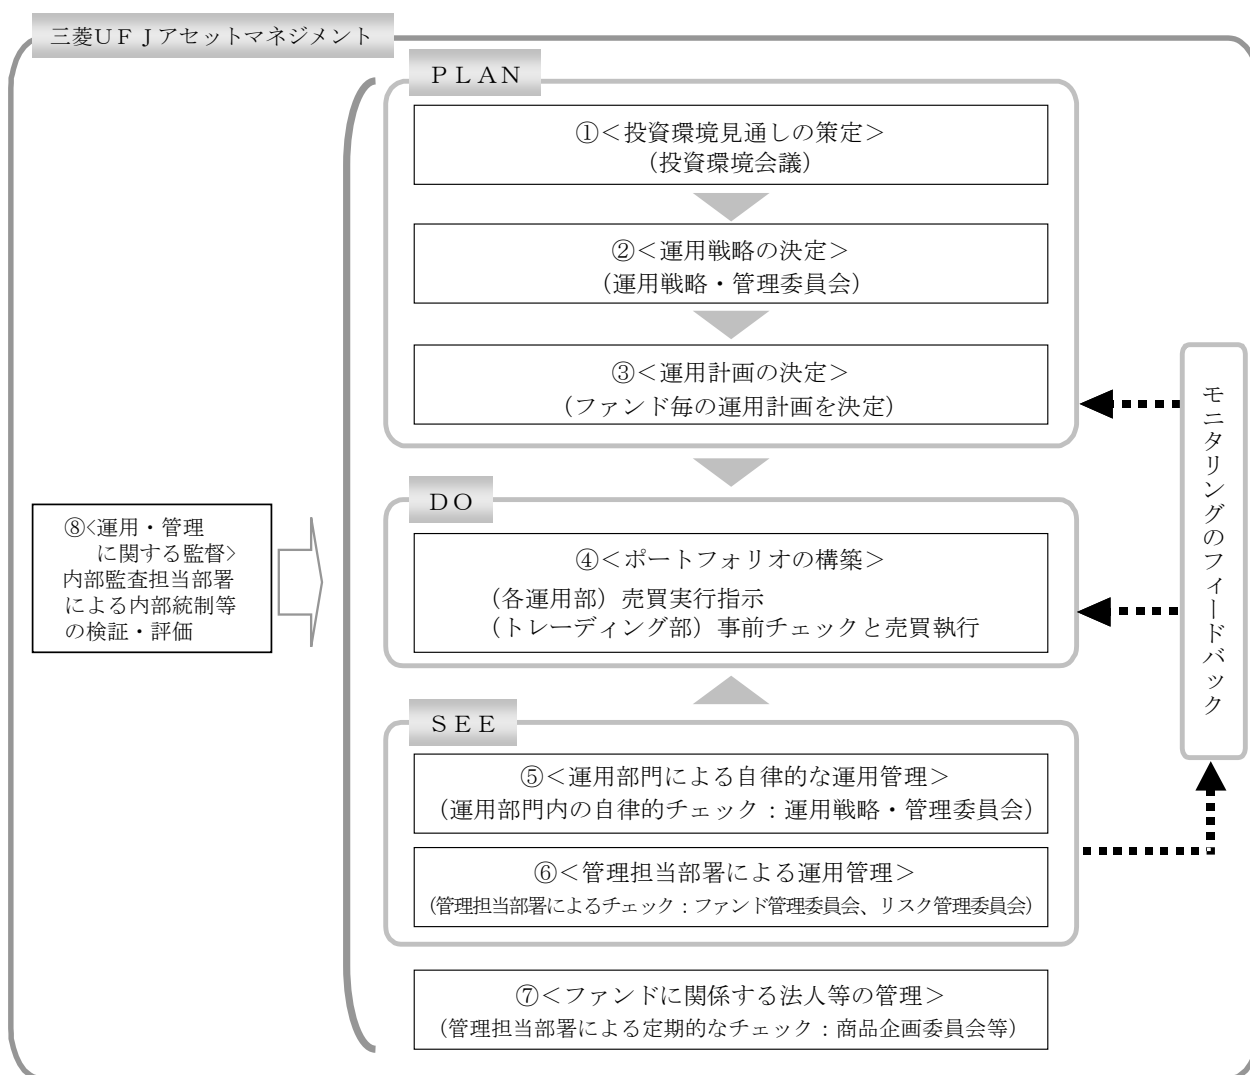 三菱ＵＦＪアセットマネジメント
ＰＬＡＮ
①＜投資環境見通しの策定＞
（投資環境会議）
②＜運用戦略の決定＞
（運用戦略・管理委員会）
③＜運用計画の決定＞
（ファンド毎の運用計画を決定）
ＤＯ
④＜ポートフォリオの構築＞
（各運用部）売買実行指示
（トレーディング部）事前チェックと売買執行
ＳＥＥ
⑤＜運用部門による自律的な運用管理＞
（運用部門内の自律的チェック：運用戦略・管理委員会）
⑥＜管理担当部署による運用管理＞
（管理担当部署によるチェック：ファンド管理委員会、リスク管理委員会）
⑦＜ファンドに関係する法人等の管理＞
（管理担当部署による定期的なチェック：商品企画委員会等）
⑧<運用・管理
に関する監督>
内部監査担当部署
による内部統制等
の検証・評価
モニタリングのフィードバック